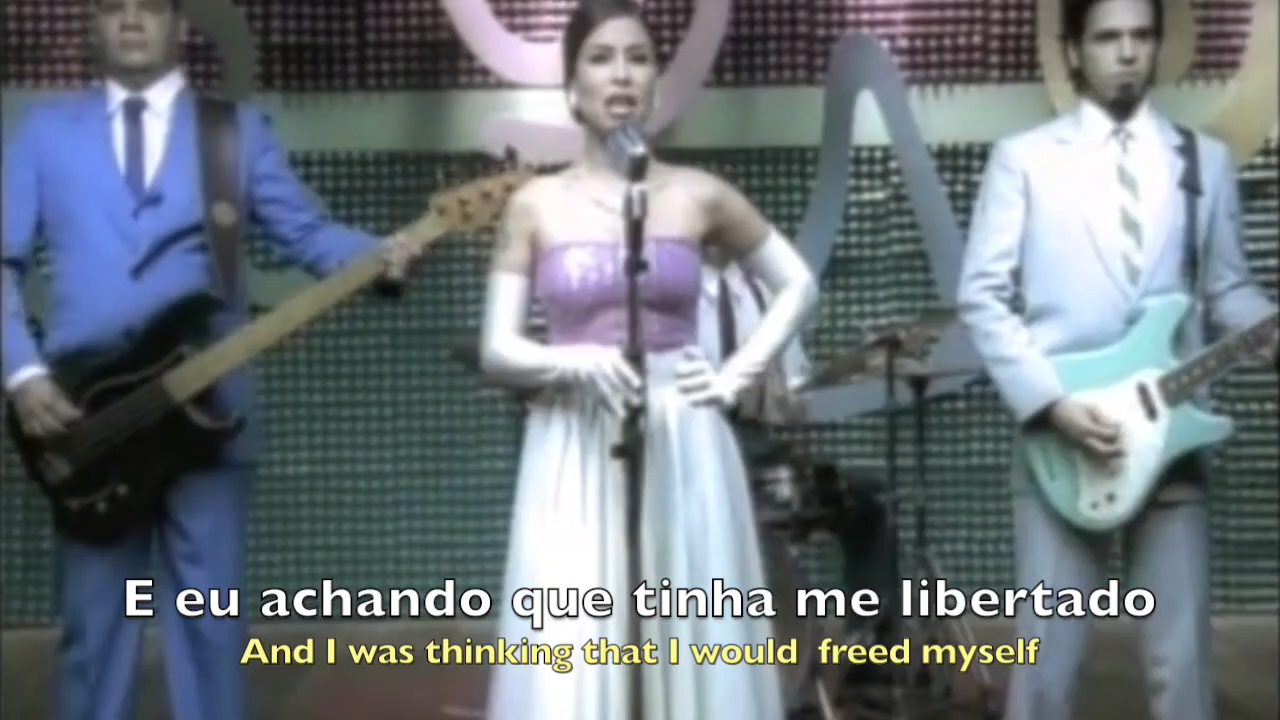 E eu achando que tinha me libertado
And I was thinking that I would  freed myself